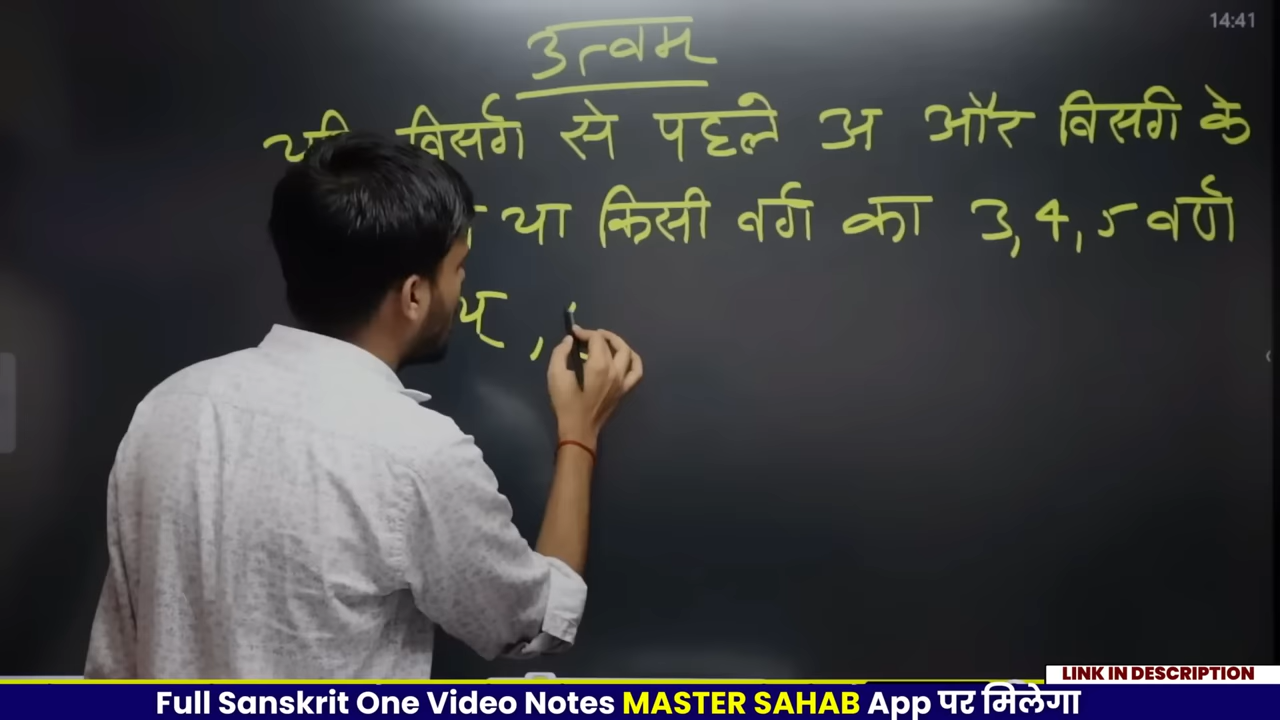 14:41
उत्वम्
विसर्ग से पहले अ और विसर्ग के
या किसी वर्ग का 3,4,5 वर्ण
य् ,
LINK IN DESCRIPTION
Full Sanskrit One Video Notes MASTER SAHAB App पर मिलेगा